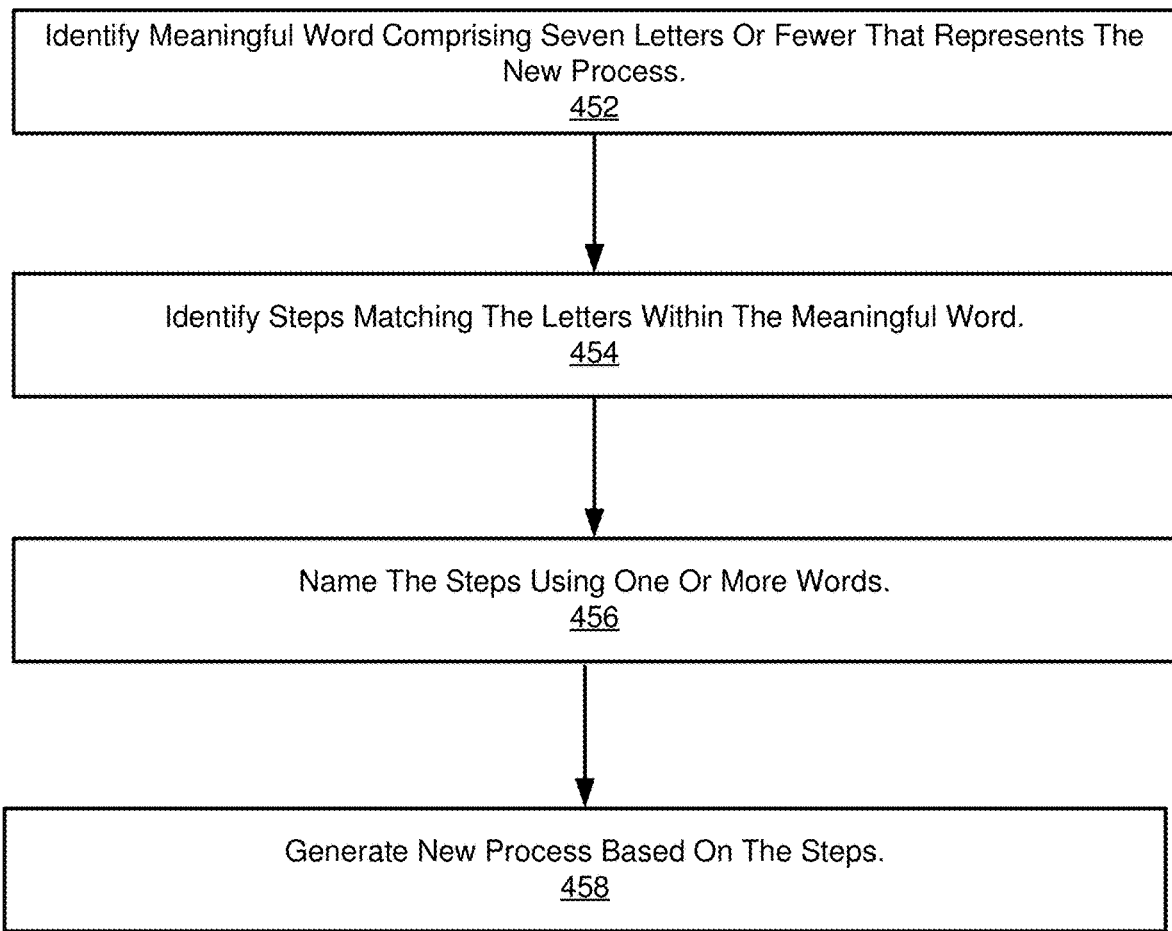 Identify Meaningful Word Comprising Seven Letters Or Fewer That Represents The
New Process.
452
Identify Steps Matching The Letters Within The Meaningful Word.
454
Name The Steps Using One Or More Words.
456
Generate New Process Based On The Steps.
458